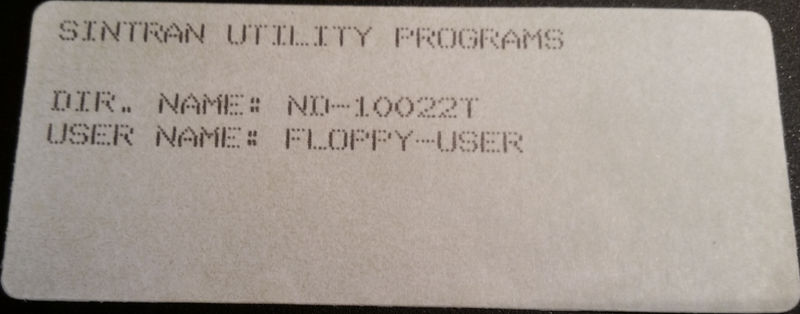 SINTRAN UTILITY PROGRAMS
DIR. NAME: ND-10022T
USER NAME: FLOPPY-USER